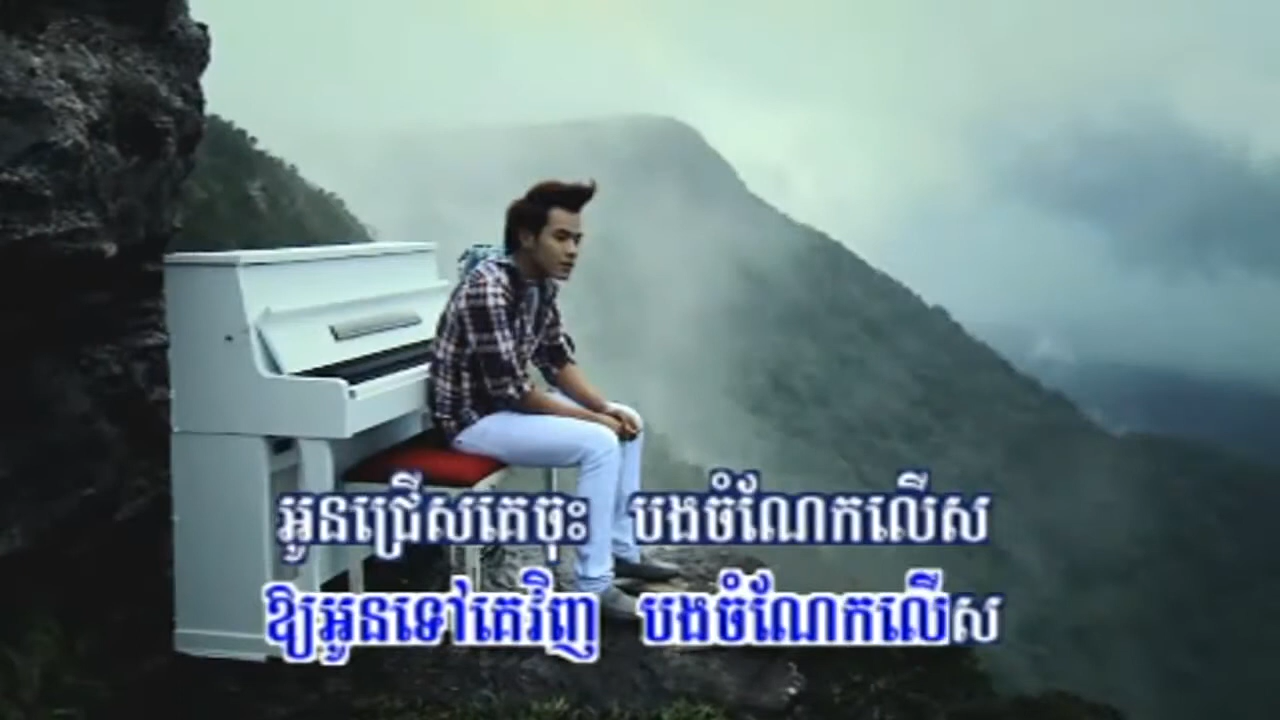 អូនជ្រើសគេចុះ បងចំណែកលើស
ឱ្យអូនទៅគេវិញ បងចំណែកលើស